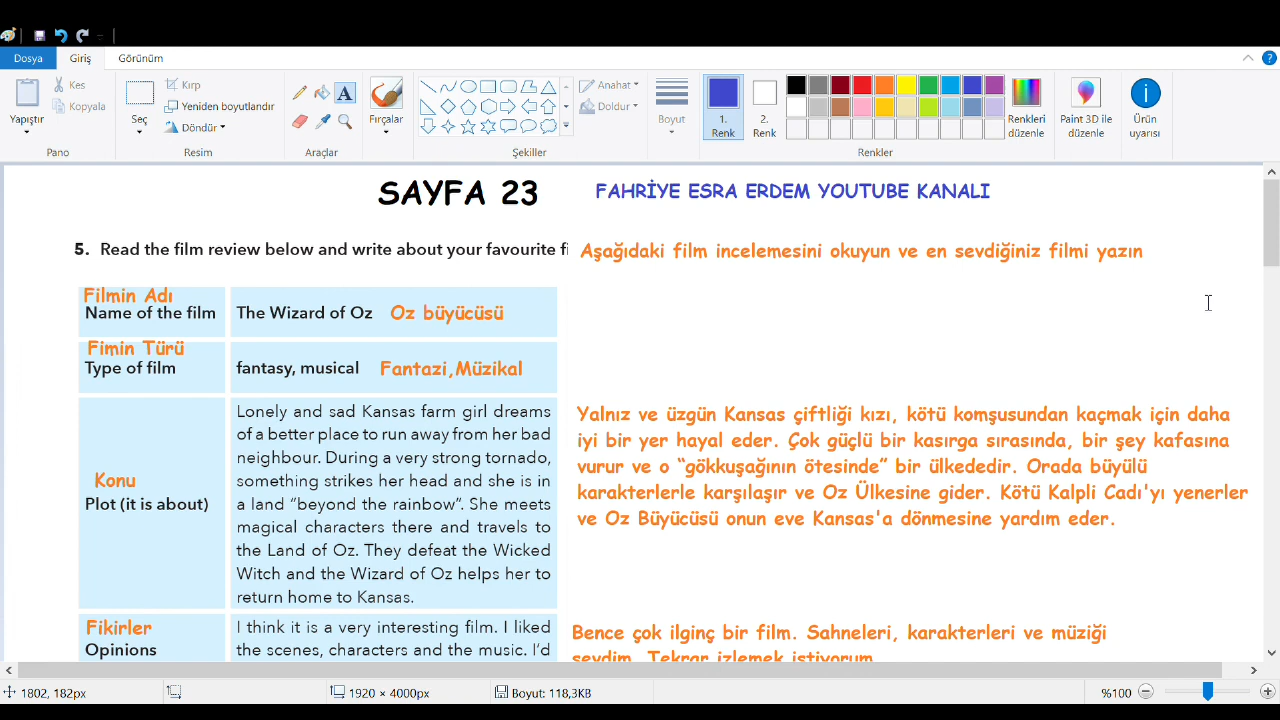 Dosya Giriş Görünüm
Yapıştır
Kes
Kopyala
Pano
Seç
Kırp
Yeniden boyutlandır
Döndür
Resim
Araçlar
Fırçalar
Şekiller
Anahat
Doldur
Boyut
1.
Renk
2.
Renk
Renkler
Renkleri
düzenle
Paint 3D ile
düzenle
Ürün
uyarısı
SAYFA 23 FAHRİYE ESRA ERDEM YOUTUBE KANALI
5. Read the film review below and write about your favourite fi
Aşağıdaki film incelemesini okuyun ve en sevdiğiniz filmi yazın
Filmin Adı
Name of the film
The Wizard of Oz Oz büyücüsü
Fimin Türü
Type of film
fantasy, musical Fantazi,Müzikal
Konu
Plot (it is about)
Lonely and sad Kansas farm girl dreams
of a better place to run away from her bad
neighbour. During a very strong tornado,
something strikes her head and she is in
a land “beyond the rainbow”. She meets
magical characters there and travels to
the Land of Oz. They defeat the Wicked
Witch and the Wizard of Oz helps her to
return home to Kansas.
Yalnız ve üzgün Kansas çiftliği kızı, kötü komşusundan kaçmak için daha
iyi bir yer hayal eder. Çok güçlü bir kasırga sırasında, bir şey kafasına
vurur ve o “gökkuşağının ötesinde” bir ülkededir. Orada büyülü
karakterlerle karşılaşır ve Oz Ülkesine gider. Kötü Kalpli Cadı'yı yenerler
ve Oz Büyücüsü onun eve Kansas'a dönmesine yardım eder.
Fikirler
Opinions
I think it is a very interesting film. I liked
the scenes, characters and the music. I’d
Bence çok ilginç bir film. Sahneleri, karakterleri ve müziği
sevdim. Tekrar izlemek istiyorum
1802, 182px
1920 × 4000px
Boyut: 118,3KB
%100